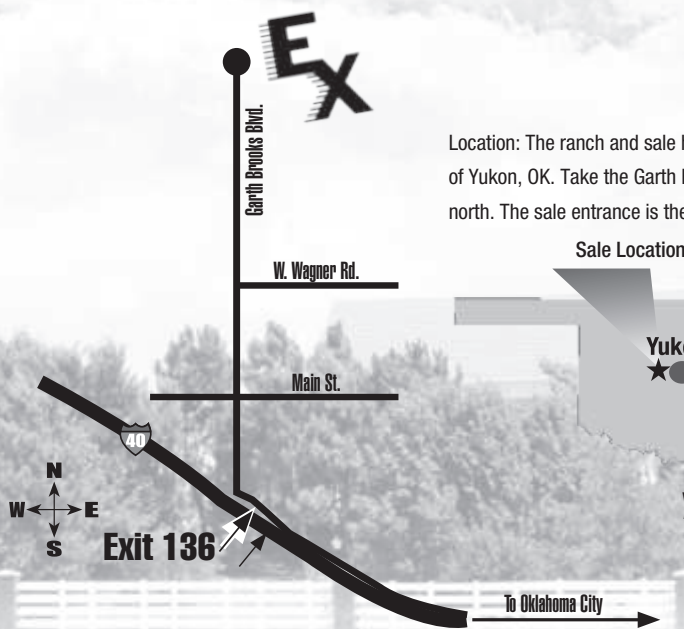 EX
Garth Brooks Blvd.
Location: The ranch and sale
of Yukon, OK. Take the Garth
north. The sale entrance is the
Sale Location
W. Wagner Rd.
Main St.
40
N
W E
S
Exit 136
To Oklahoma City